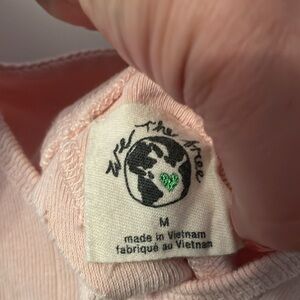 We The Free
M
made in Vietnam
fabriqué au Vietnam